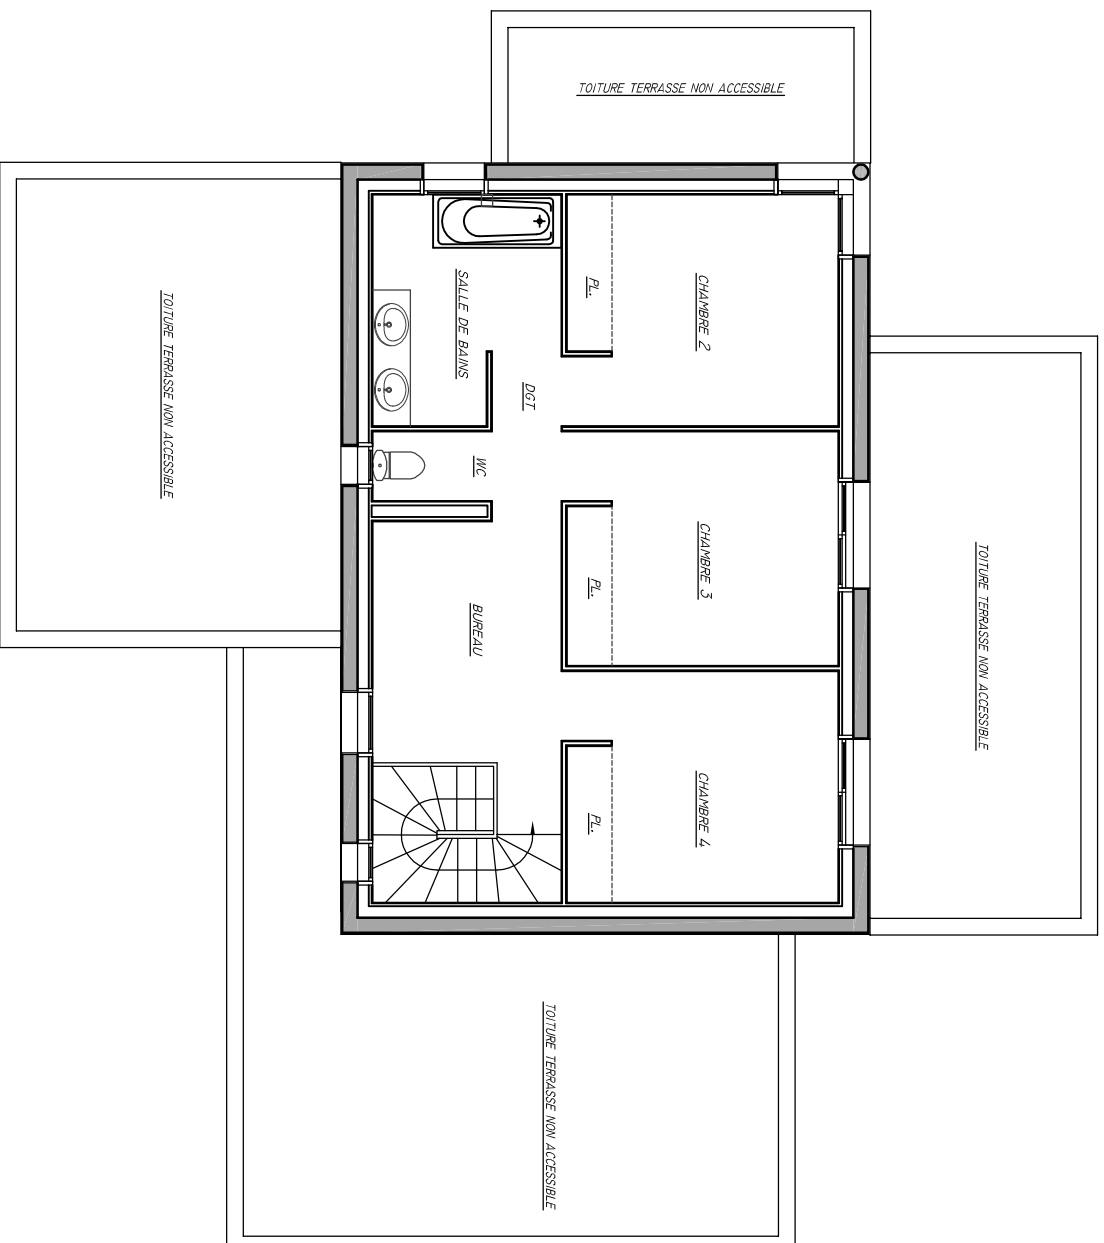 TOITURE TERRASSE NON ACCESSIBLE
TOITURE TERRASSE NON ACCESSIBLE
SALLE DE BAINS
PL.
CHAMBRE 2
DGT
WC
BUREAU
PL.
CHAMBRE 3
TOITURE TERRASSE NON ACCESSIBLE
PL.
CHAMBRE 4
TOITURE TERRASSE NON ACCESSIBLE